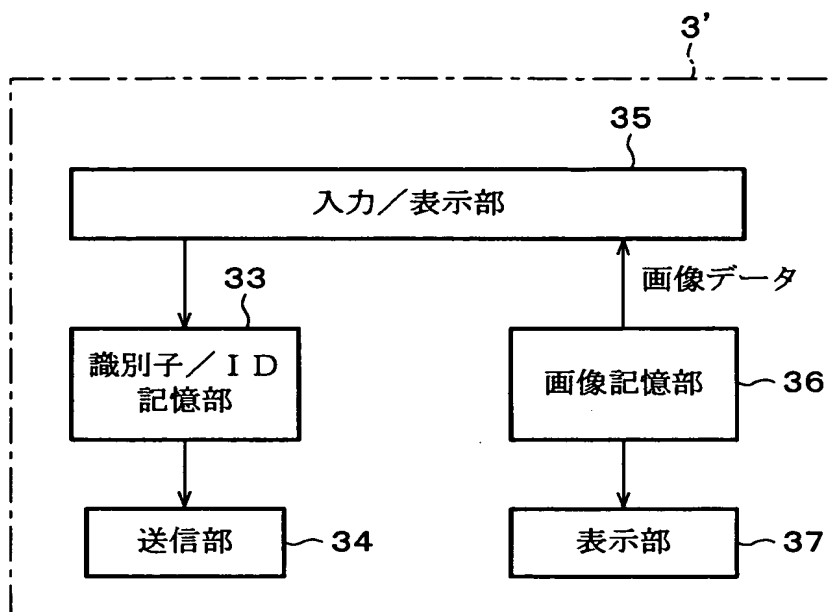 3'
35
入力／表示部
33
画像データ
識別子／ＩＤ
記憶部
画像記憶部
36
送信部
34
表示部
37